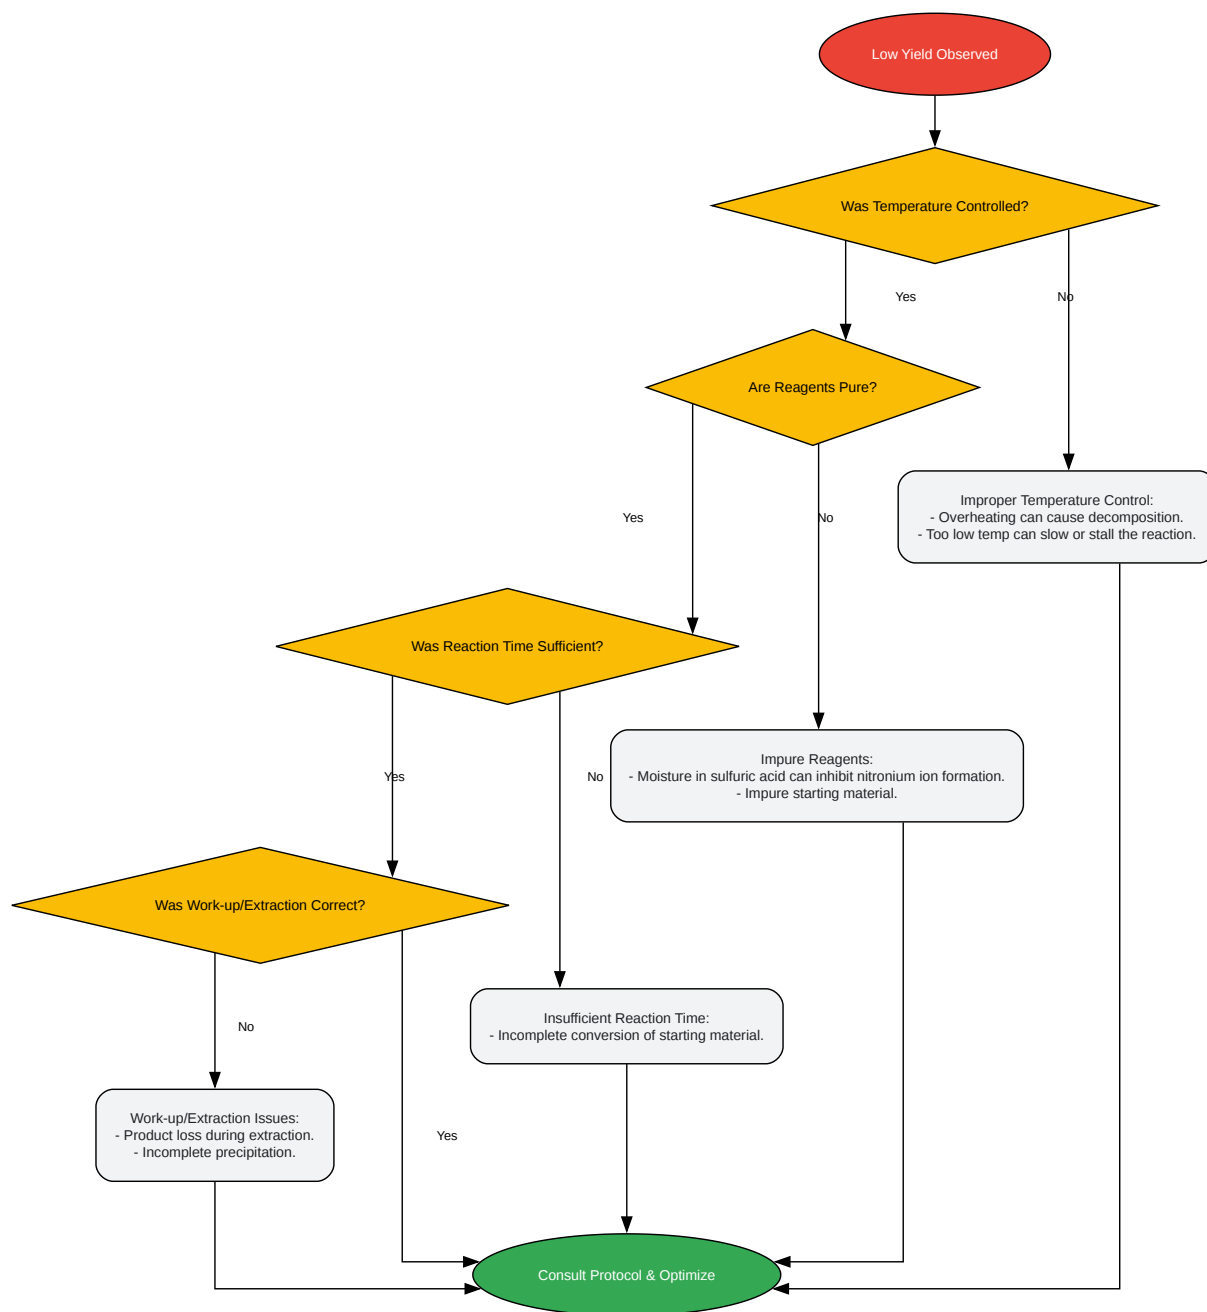 Low Yield Observed
Was Temperature Controlled?
Yes
No
Are Reagents Pure?
Improper Temperature Control:
- Overheating can cause decomposition.
- Too low temp can slow or stall the reaction.
Yes
No
Was Reaction Time Sufficient?
Impure Reagents:
- Moisture in sulfuric acid can inhibit nitronium ion formation.
- Impure starting material.
Yes
No
Was Work-up/Extraction Correct?
Insufficient Reaction Time:
- Incomplete conversion of starting material.
No
Work-up/Extraction Issues:
- Product loss during extraction.
- Incomplete precipitation.
Yes
Consult Protocol & Optimize